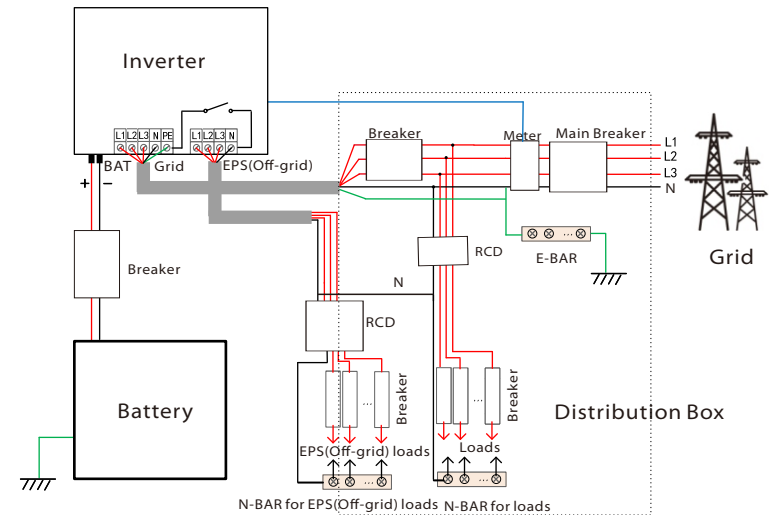 Inverter
L1 L2 L3 N PE
L1 L2 L3 N
BAT
Grid
EPS(Off-grid)
+
−
Breaker
Meter
Main Breaker
L1
L2
L3
N
Grid
E-BAR
RCD
N
RCD
Breaker
Battery
...
...
...
...
...
Breaker
Breaker
EPS(Off-grid) loads
Loads
Distribution Box
N-BAR for EPS(Off-grid) loads
N-BAR for loads